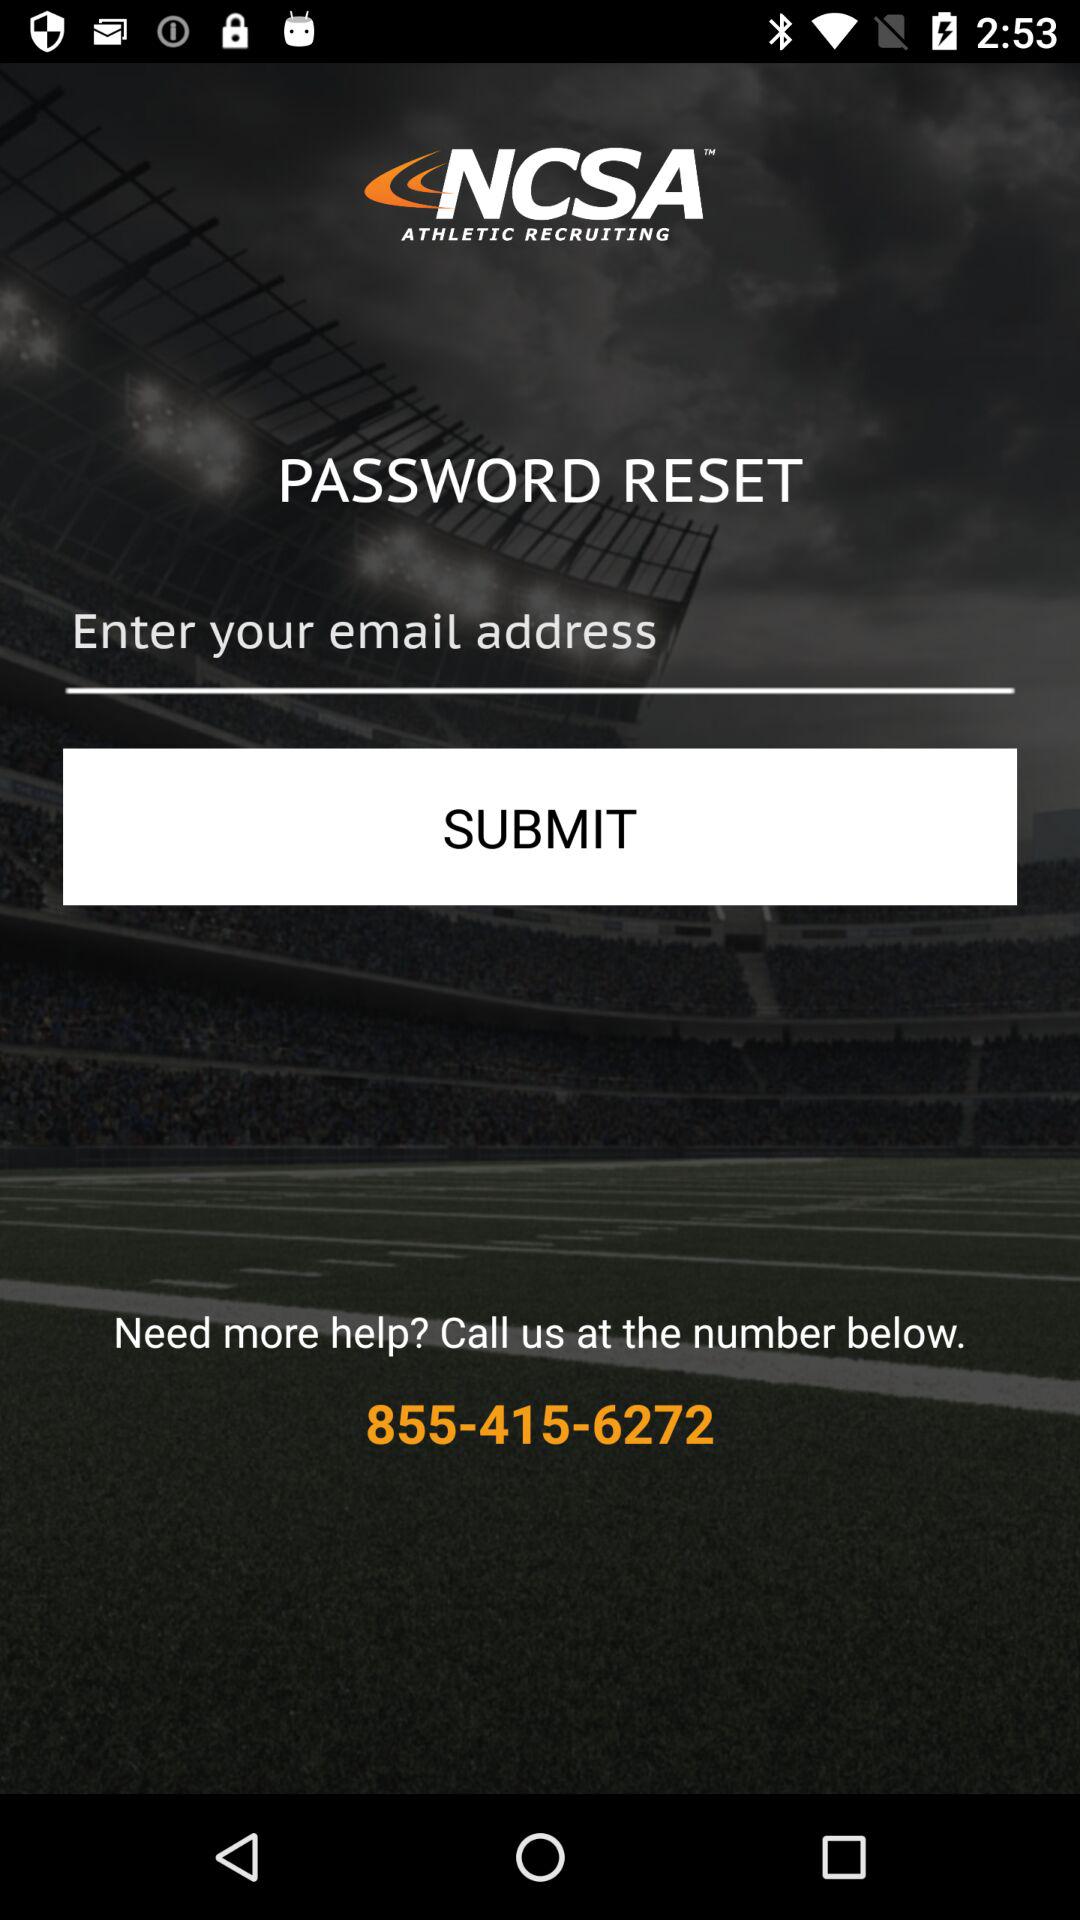 2:53
NCSA™
ATHLETIC RECRUITING
PASSWORD RESET
Enter your email address
SUBMIT
Need more help? Call us at the number below.
855-415-6272